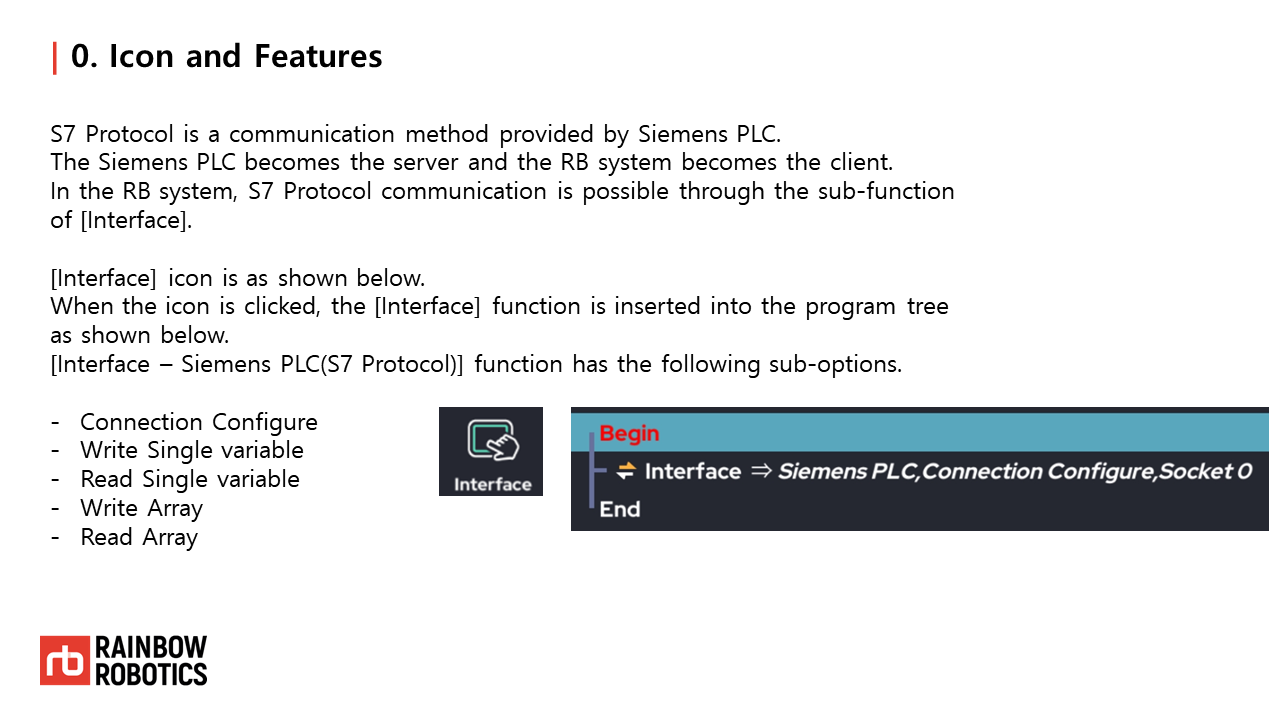 0. Icon and Features
S7 Protocol is a communication method provided by Siemens PLC.
The Siemens PLC becomes the server and the RB system becomes the client.
In the RB system, S7 Protocol communication is possible through the sub-function
of [Interface].
[Interface] icon is as shown below.
When the icon is clicked, the [Interface] function is inserted into the program tree
as shown below.
[Interface – Siemens PLC(S7 Protocol)] function has the following sub-options.
- Connection Configure
- Write Single variable
- Read Single variable
- Write Array
- Read Array
Interface
Begin
Interface ⇒ Siemens PLC,Connection Configure,Socket 0
End
rb
RAINBOW
ROBOTICS